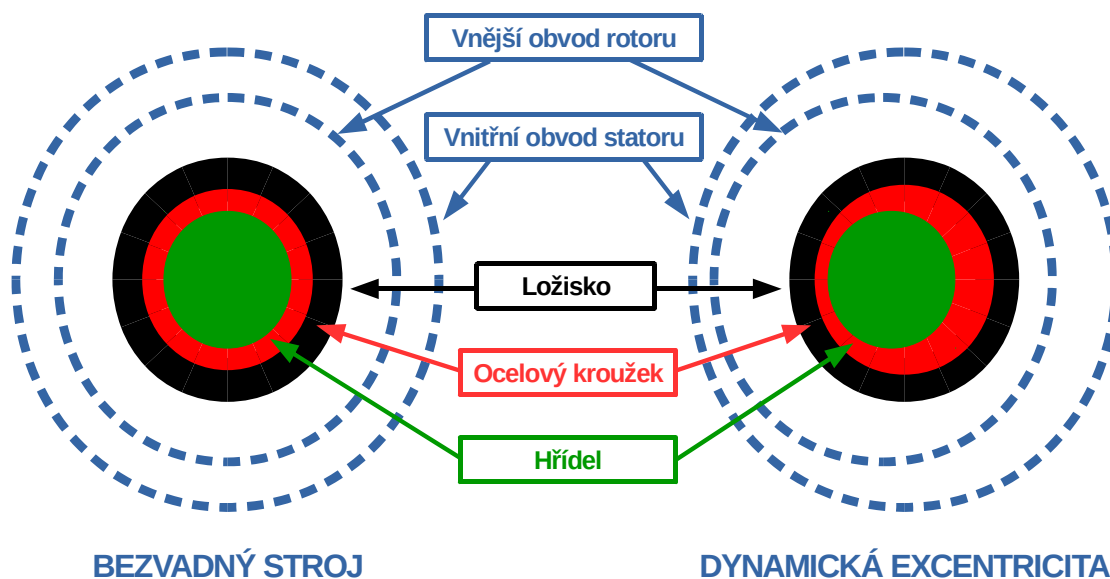 Vnější obvod rotoru
Vnitřní obvod statoru
Ložisko
Ocelový kroužek
Hřídel
BEZVADNÝ STROJ
DYNAMICKÁ EXCENTRICITA